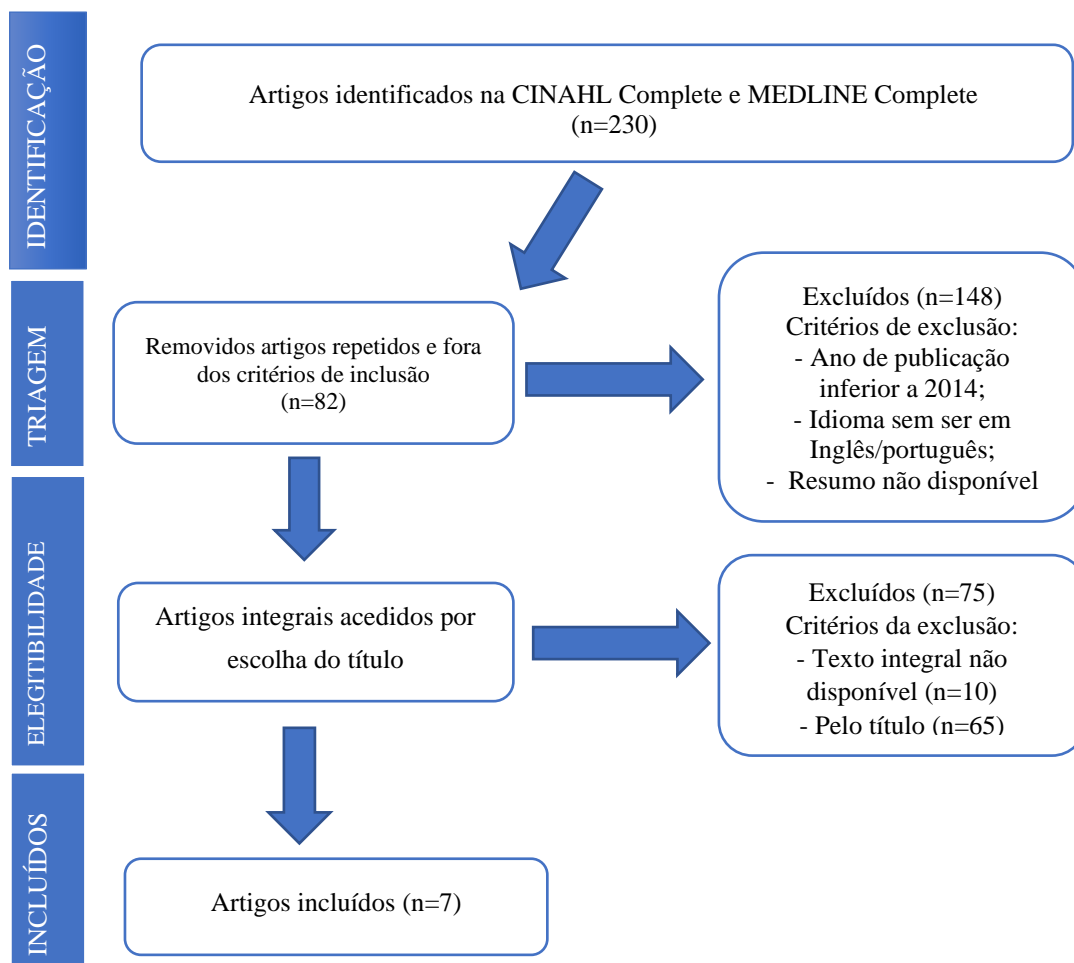 IDENTIFICAÇÃO
Artigos identificados na CINAHL Complete e MEDLINE Complete
(n=230)
TRIAGEM
Removidos artigos repetidos e fora
dos critérios de inclusão
(n=82)
Excluídos (n=148)
Critérios de exclusão:
- Ano de publicação
inferior a 2014;
- Idioma sem ser em
Inglês/português;
- Resumo não disponível
ELEGITIBILIDADE
Artigos integrais acedidos por
escolha do título
Excluídos (n=75)
Critérios da exclusão:
- Texto integral não
disponível (n=10)
- Pelo título (n=65)
INCLUÍDOS
Artigos incluídos (n=7)